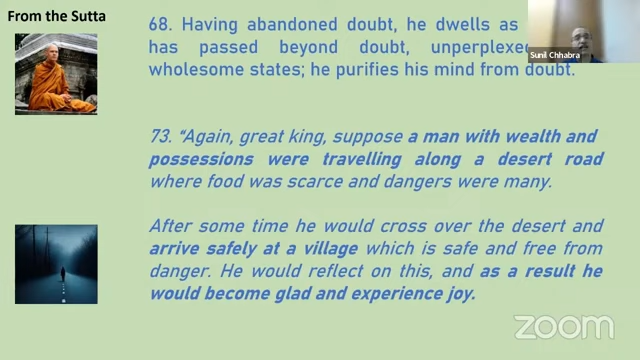 From the Sutta
68. Having abandoned doubt, he dwells as
has passed beyond doubt, unperplexed
wholesome states; he purifies his mind from doubt.
Sunil Chhabra
73. “Again, great king, suppose a man with wealth and
possessions were travelling along a desert road
where food was scarce and dangers were many.
After some time he would cross over the desert and
arrive safely at a village which is safe and free from
danger. He would reflect on this, and as a result he
would become glad and experience joy.
zoom